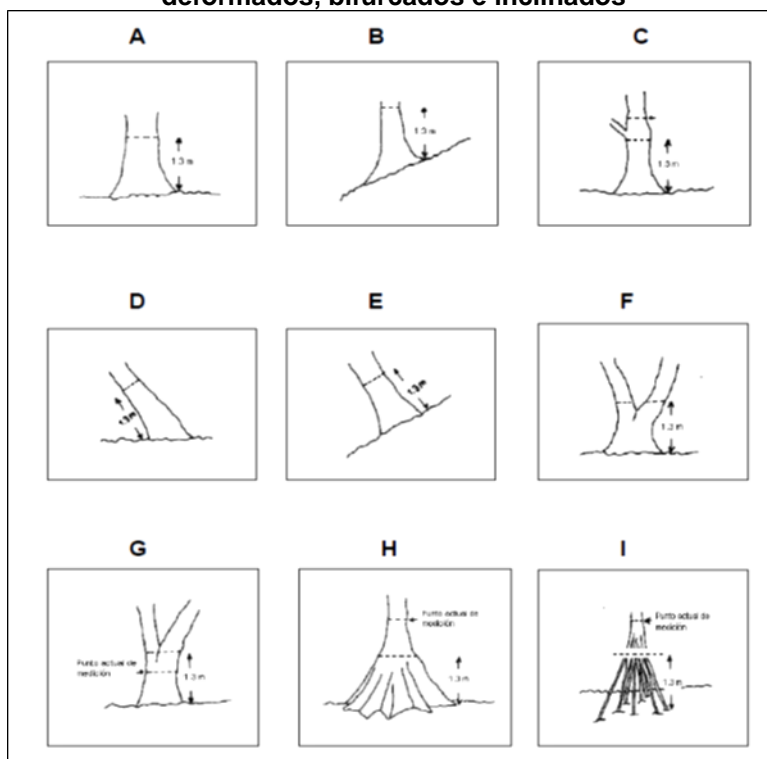 deformados, bifurcados e inclinados
A B C
1.3 m
1.3 m
1.3 m
D E F
1.3 m
1.3 m
1.3 m
G H I
Punto actual de
medición
1.3 m
Punto actual de
medición
1.3 m
Punto actual de
medición
1.3 m